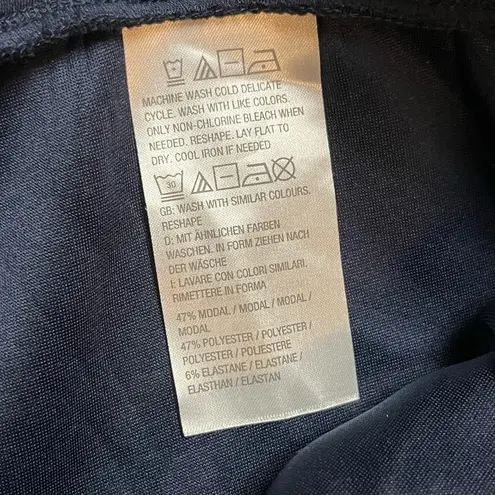 MACHINE WASH COLD DELICATE
CYCLE. WASH WITH LIKE COLORS.
ONLY NON-CHLORINE BLEACH WHEN
NEEDED. RESHAPE. LAY FLAT TO
DRY. COOL IRON IF NEEDED
30
GB: WASH WITH SIMILAR COLOURS.
RESHAPE
D: MIT ÄHNLICHEN FARBEN
WASCHEN. IN FORM ZIEHEN NACH
DER WÄSCHE
I: LAVARE CON COLORI SIMILARI.
RIMETTERE IN FORMA
47% MODAL / MODAL / MODAL /
MODAL
47% POLYESTER / POLYESTER /
POLYESTER / POLIESTERE
6% ELASTANE / ELASTANE /
ELASTHAN / ELASTAN